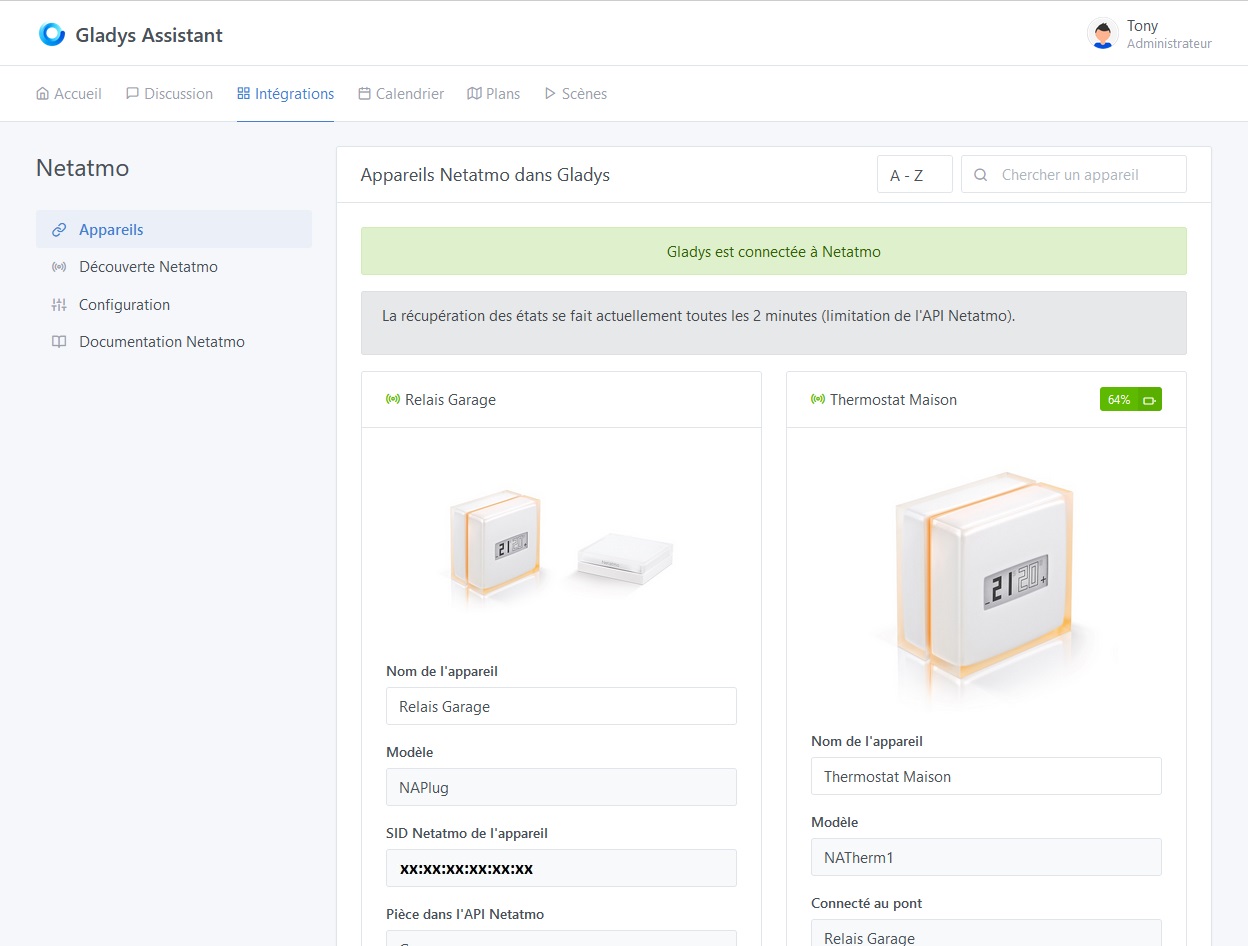 Gladys Assistant
Tony
Administrateur
Accueil
Discussion
Intégrations
Calendrier
Plans
Scènes
Netatmo
Appareils
Découverte Netatmo
Configuration
Documentation Netatmo
Appareils Netatmo dans Gladys
A - Z
Chercher un appareil
Gladys est connectée à Netatmo
La récupération des états se fait actuellement toutes les 2 minutes (limitation de l'API Netatmo).
Relais Garage
21 20
Nom de l'appareil
Relais Garage
Modèle
NAPlug
SID Netatmo de l'appareil
xx:xx:xx:xx:xx:xx
Pièce dans l'API Netatmo
Thermostat Maison
64%
- 21 20 +
Nom de l'appareil
Thermostat Maison
Modèle
NATherm1
Connecté au pont
Relais Garage